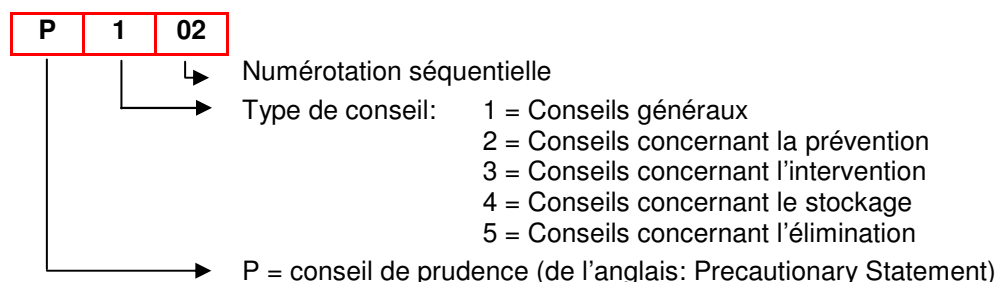 P 1 02
Numérotation séquentielle
Type de conseil: 1 = Conseils généraux
2 = Conseils concernant la prévention
3 = Conseils concernant l'intervention
4 = Conseils concernant le stockage
5 = Conseils concernant l'élimination
P = conseil de prudence (de l'anglais: Precautionary Statement)